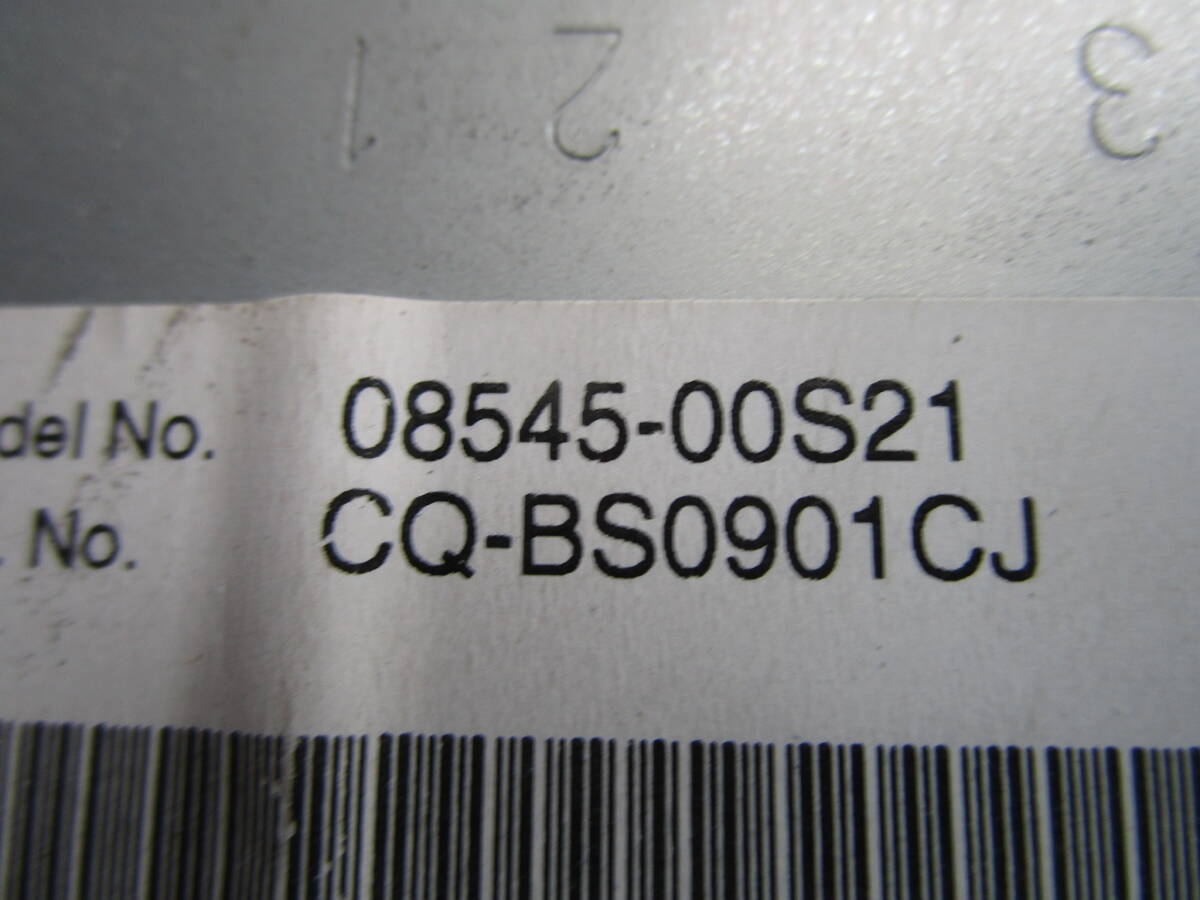 1 2 3
del No. 08545-00S21
. No. CQ-BS0901CJ